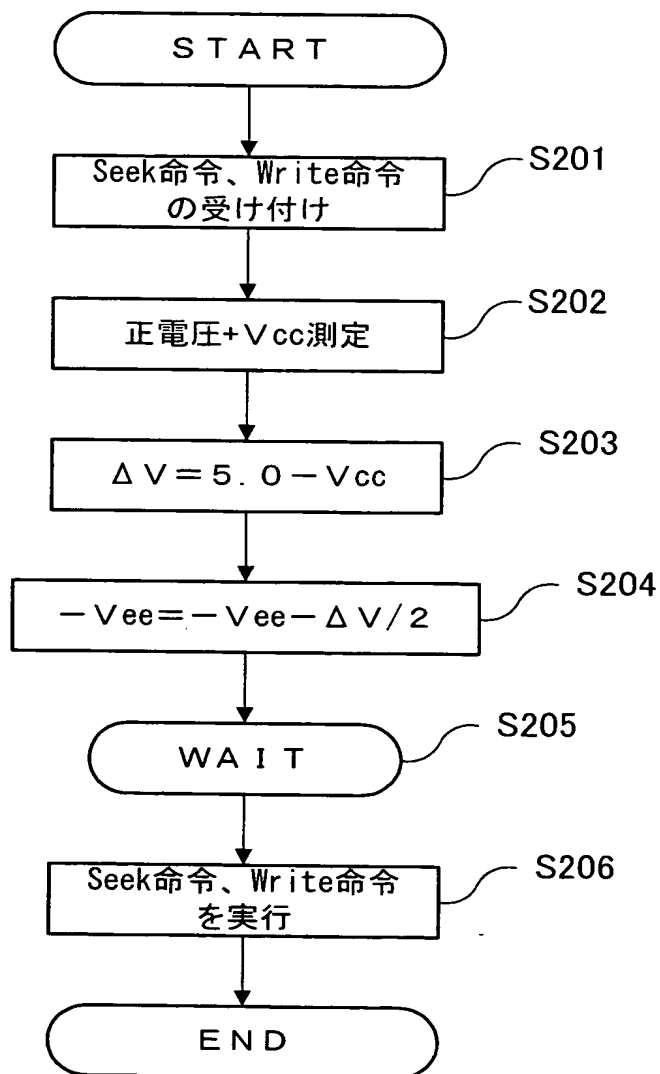 ＳＴＡＲＴ
Seek命令、Write命令
の受け付け
S201
正電圧+Ｖcc測定
S202
ΔＶ＝５.０－Ｖcc
S203
－Ｖee＝－Ｖee－ΔＶ/２
S204
ＷＡＩＴ
S205
Seek命令、Write命令
を実行
S206
ＥＮＤ